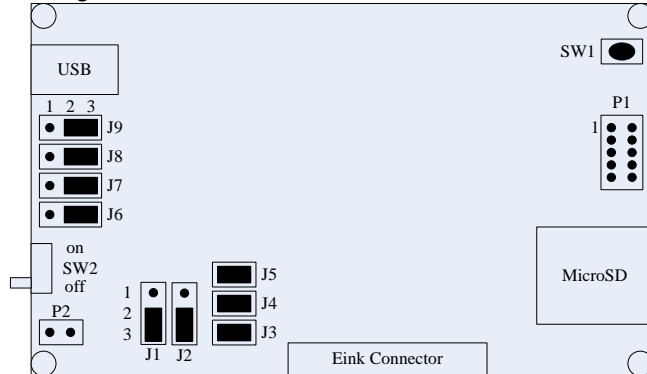 SW1
USB
P1
1 2 3
1
J9
J8
J7
J6
on
SW2
off
MicroSD
J5
1
J4
2
P2
3
J3
J1 J2
Eink Connector